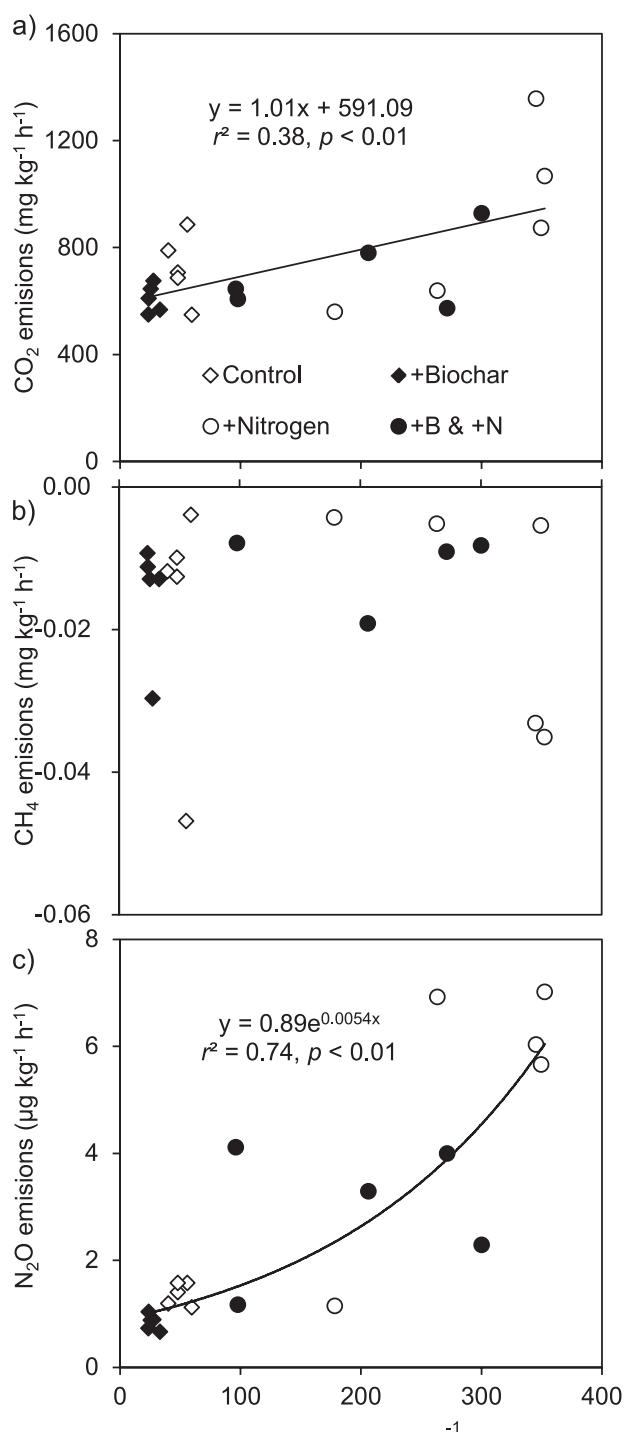 a)
1600
1200
800
400
0
CO₂ emissions (mg kg⁻¹ h⁻¹)
y = 1.01x + 591.09
r² = 0.38, p < 0.01
Control
+Biochar
+Nitrogen
+B & +N
b)
0.00
-0.02
-0.04
-0.06
CH₄ emissions (mg kg⁻¹ h⁻¹)
c)
8
6
4
2
0
N₂O emissions (µg kg⁻¹ h⁻¹)
y = 0.89e^0.0054x
r² = 0.74, p < 0.01
0 100 200 300 400
-1